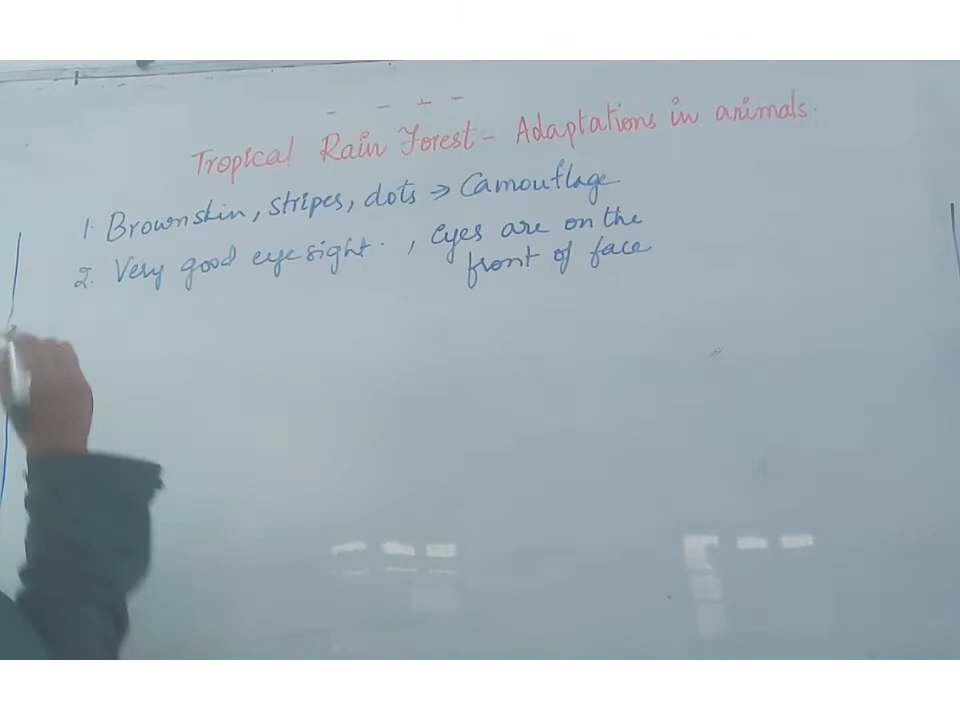 Tropical Rain Forest - Adaptations in animals.
1. Brown skin, stripes, dots → Camouflage
2. Very good eye sight. , eyes are on the
front of face